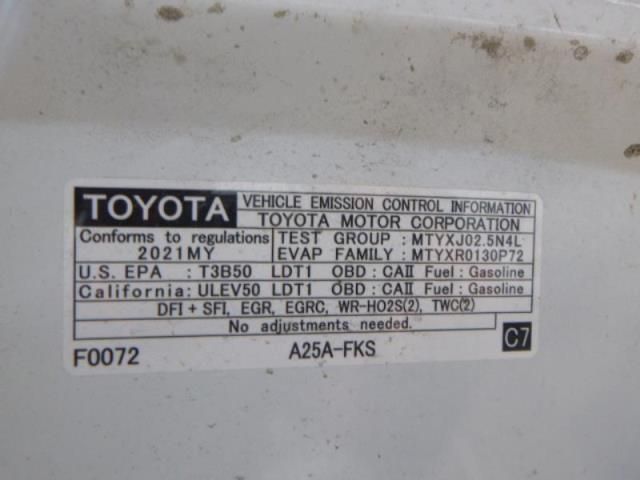 TOYOTA VEHICLE EMISSION CONTROL INFORMATION
TOYOTA MOTOR CORPORATION
Conforms to regulations TEST GROUP : MTYXJ02.5N4L
2021MY EVAP FAMILY : MTYXR0130P72
U.S. EPA : T3B50 LDT1 OBD : CAⅡ Fuel : Gasoline
California: ULEV50 LDT1 OBD : CAⅡ Fuel : Gasoline
DFI + SFI, EGR, EGRC, WR-HO2S(2), TWC(2)
No adjustments needed.
F0072 A25A-FKS C7